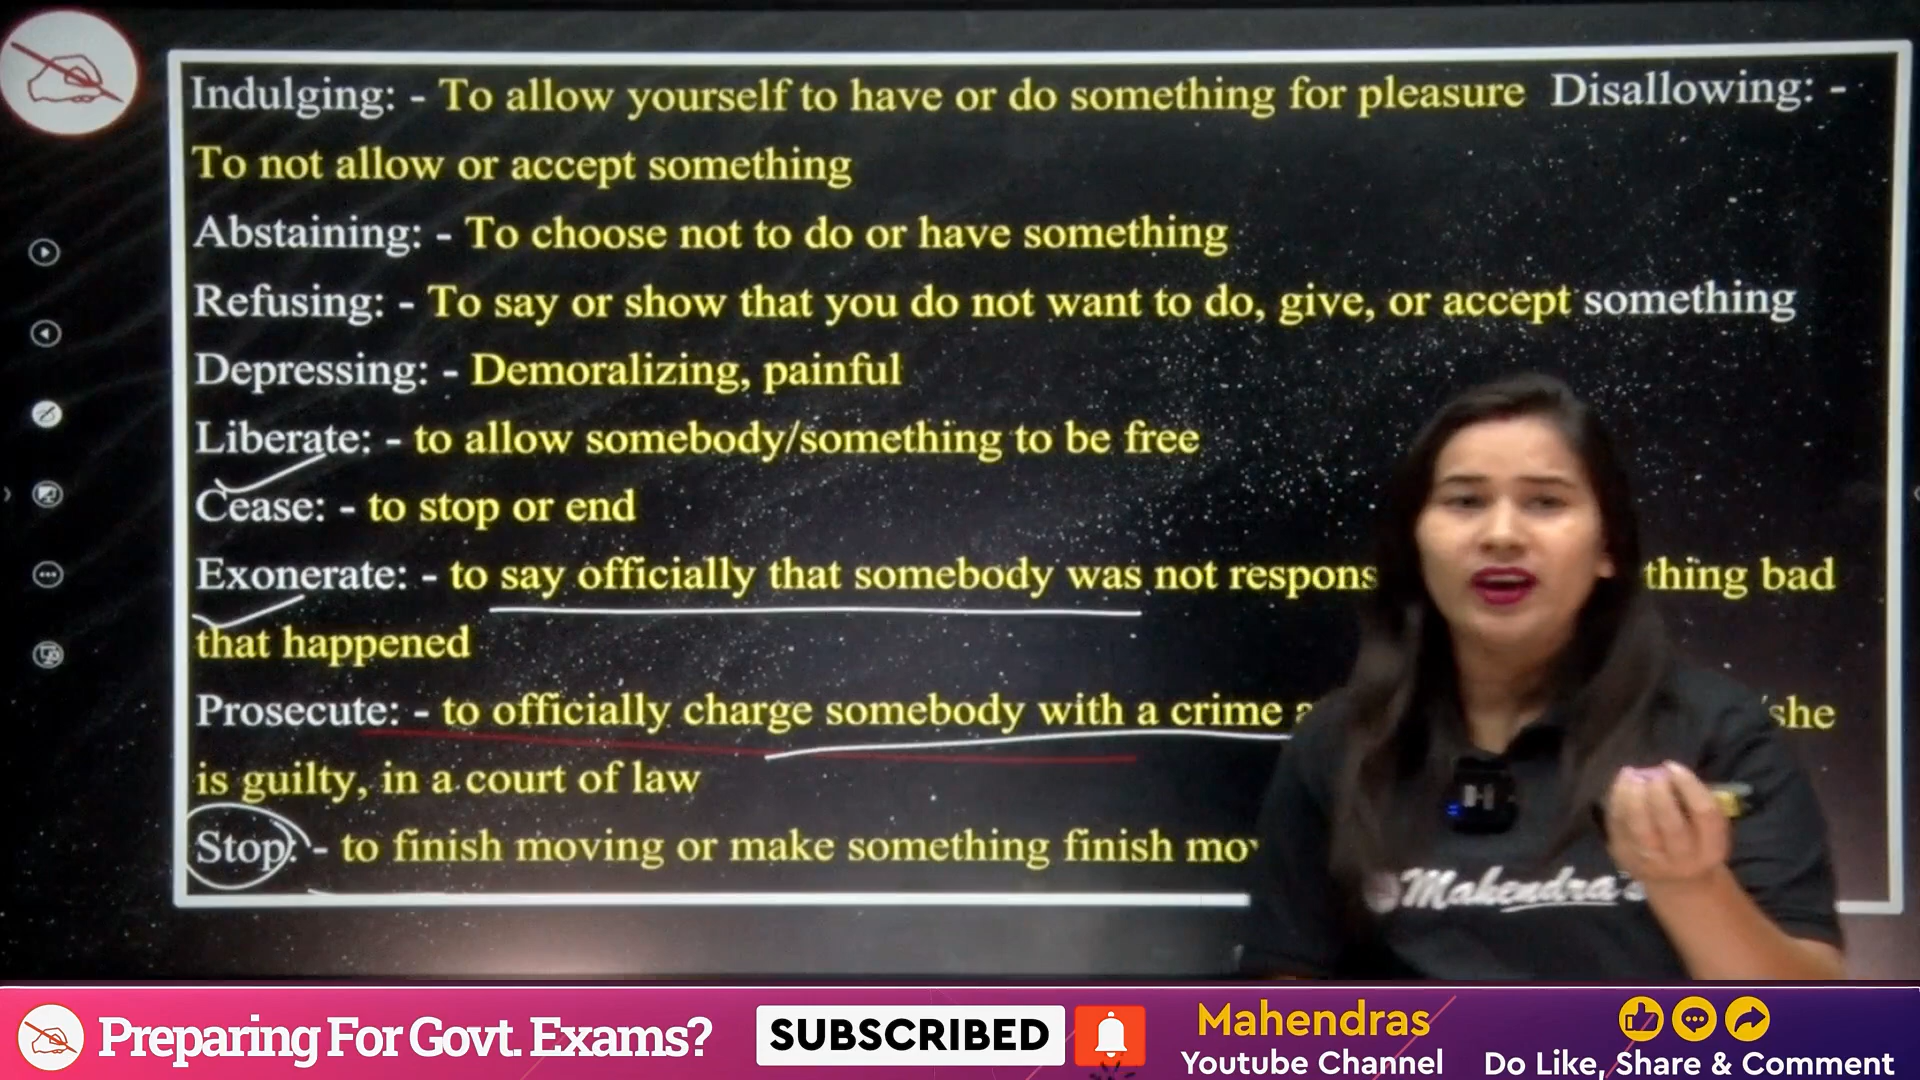 Indulging: - To allow yourself to have or do something for pleasure Disallowing: -
To not allow or accept something
Abstaining: - To choose not to do or have something
Refusing: - To say or show that you do not want to do, give, or accept something
Depressing: - Demoralizing, painful
Liberate: - to allow somebody/something to be free
Cease: - to stop or end
Exonerate: - to say officially that somebody was not respons thing bad
that happened
Prosecute: - to officially charge somebody with a crime she
is guilty, in a court of law
Stop: - to finish moving or make something finish mov
Mahendra's
Preparing For Govt. Exams?
SUBSCRIBED
Mahendras
Youtube Channel
Do Like, Share & Comment